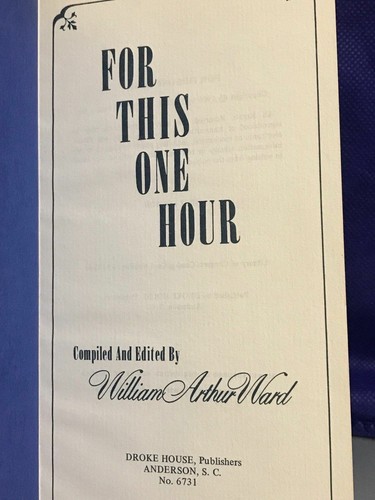 FOR
THIS
ONE
HOUR
Compiled And Edited By
William Arthur Ward
DROKE HOUSE, Publishers
ANDERSON, S. C.
No. 6731